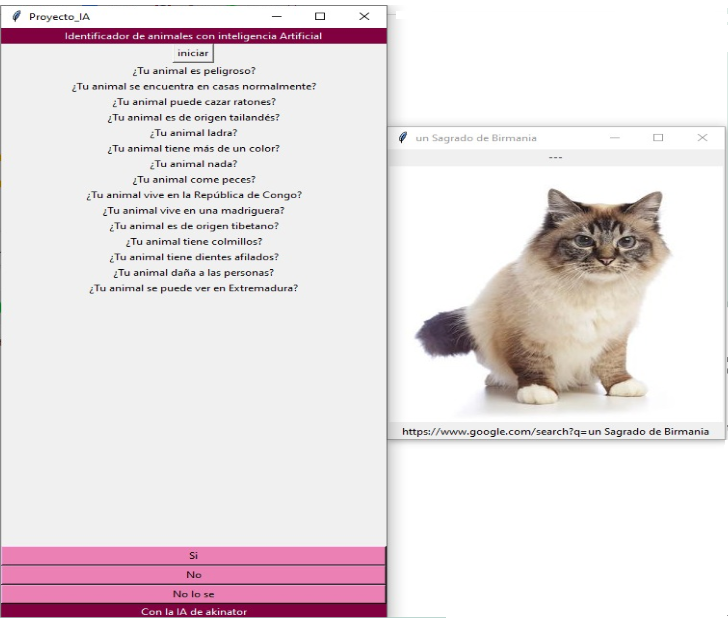 Proyecto_IA
Identificador de animales con inteligencia Artificial
iniciar
¿Tu animal es peligroso?
¿Tu animal se encuentra en casas normalmente?
¿Tu animal puede cazar ratones?
¿Tu animal es de origen tailandés?
¿Tu animal ladra?
¿Tu animal tiene más de un color?
¿Tu animal nada?
¿Tu animal come peces?
¿Tu animal vive en la República de Congo?
¿Tu animal vive en una madriguera?
¿Tu animal es de origen tibetano?
¿Tu animal tiene colmillos?
¿Tu animal tiene dientes afilados?
¿Tu animal daña a las personas?
¿Tu animal se puede ver en Extremadura?
Si
No
No lo se
Con la IA de akinator
un Sagrado de Birmania
---
https://www.google.com/search?q=un Sagrado de Birmania